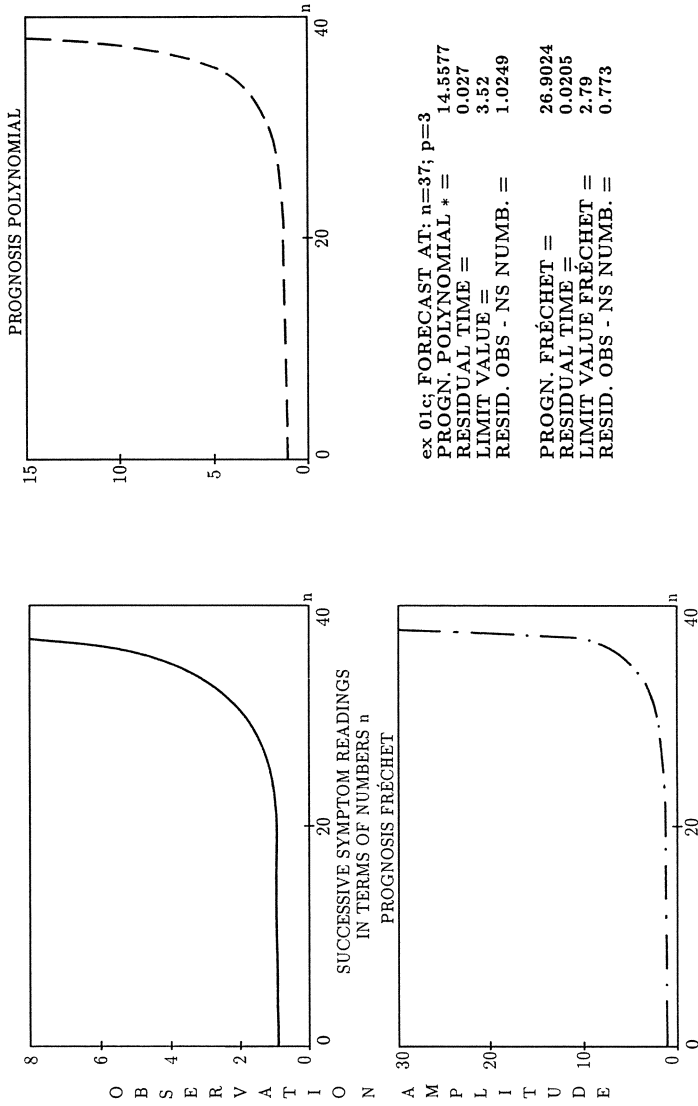 OBSERVATION AMPLITUDE
8
6
4
2
0
0 20 40
n
SUCCESSIVE SYMPTOM READINGS
IN TERMS OF NUMBERS n
PROGNOSIS POLYNOMIAL
15
10
5
0
0 20 40
n
PROGNOSIS FRÉCHET
30
20
10
0
0 20 40
n
ex 01c; FORECAST AT: n=37; p=3
PROGN. POLYNOMIAL * = 14.5577
RESIDUAL TIME = 0.027
LIMIT VALUE = 3.52
RESID. OBS - NS NUMB. = 1.0249
PROGN. FRÉCHET = 26.9024
RESIDUAL TIME = 0.0205
LIMIT VALUE FRÉCHET = 2.79
RESID. OBS - NS NUMB. = 0.773